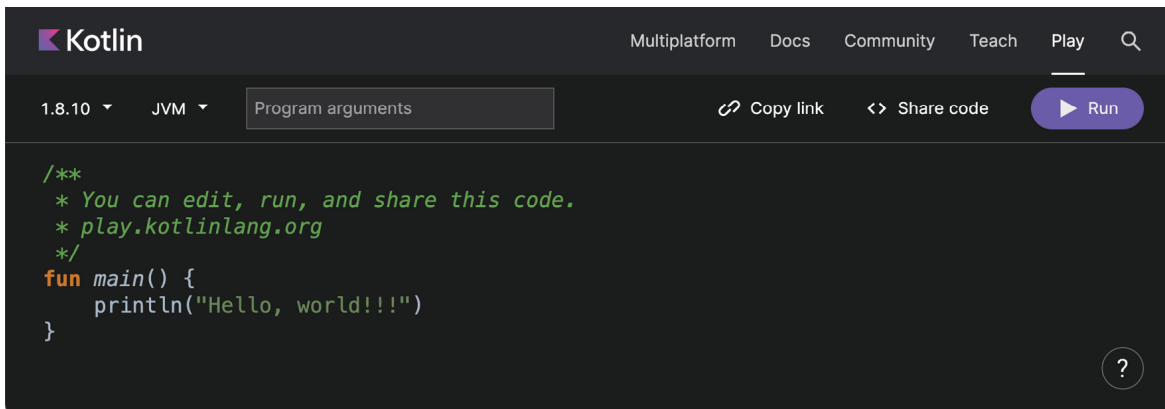 Kotlin Multiplatform Docs Community Teach Play
1.8.10 JVM Program arguments Copy link <> Share code Run
/**
 * You can edit, run, and share this code.
 * play.kotlinlang.org
 */
fun main() {
    println("Hello, world!!!")
}
?